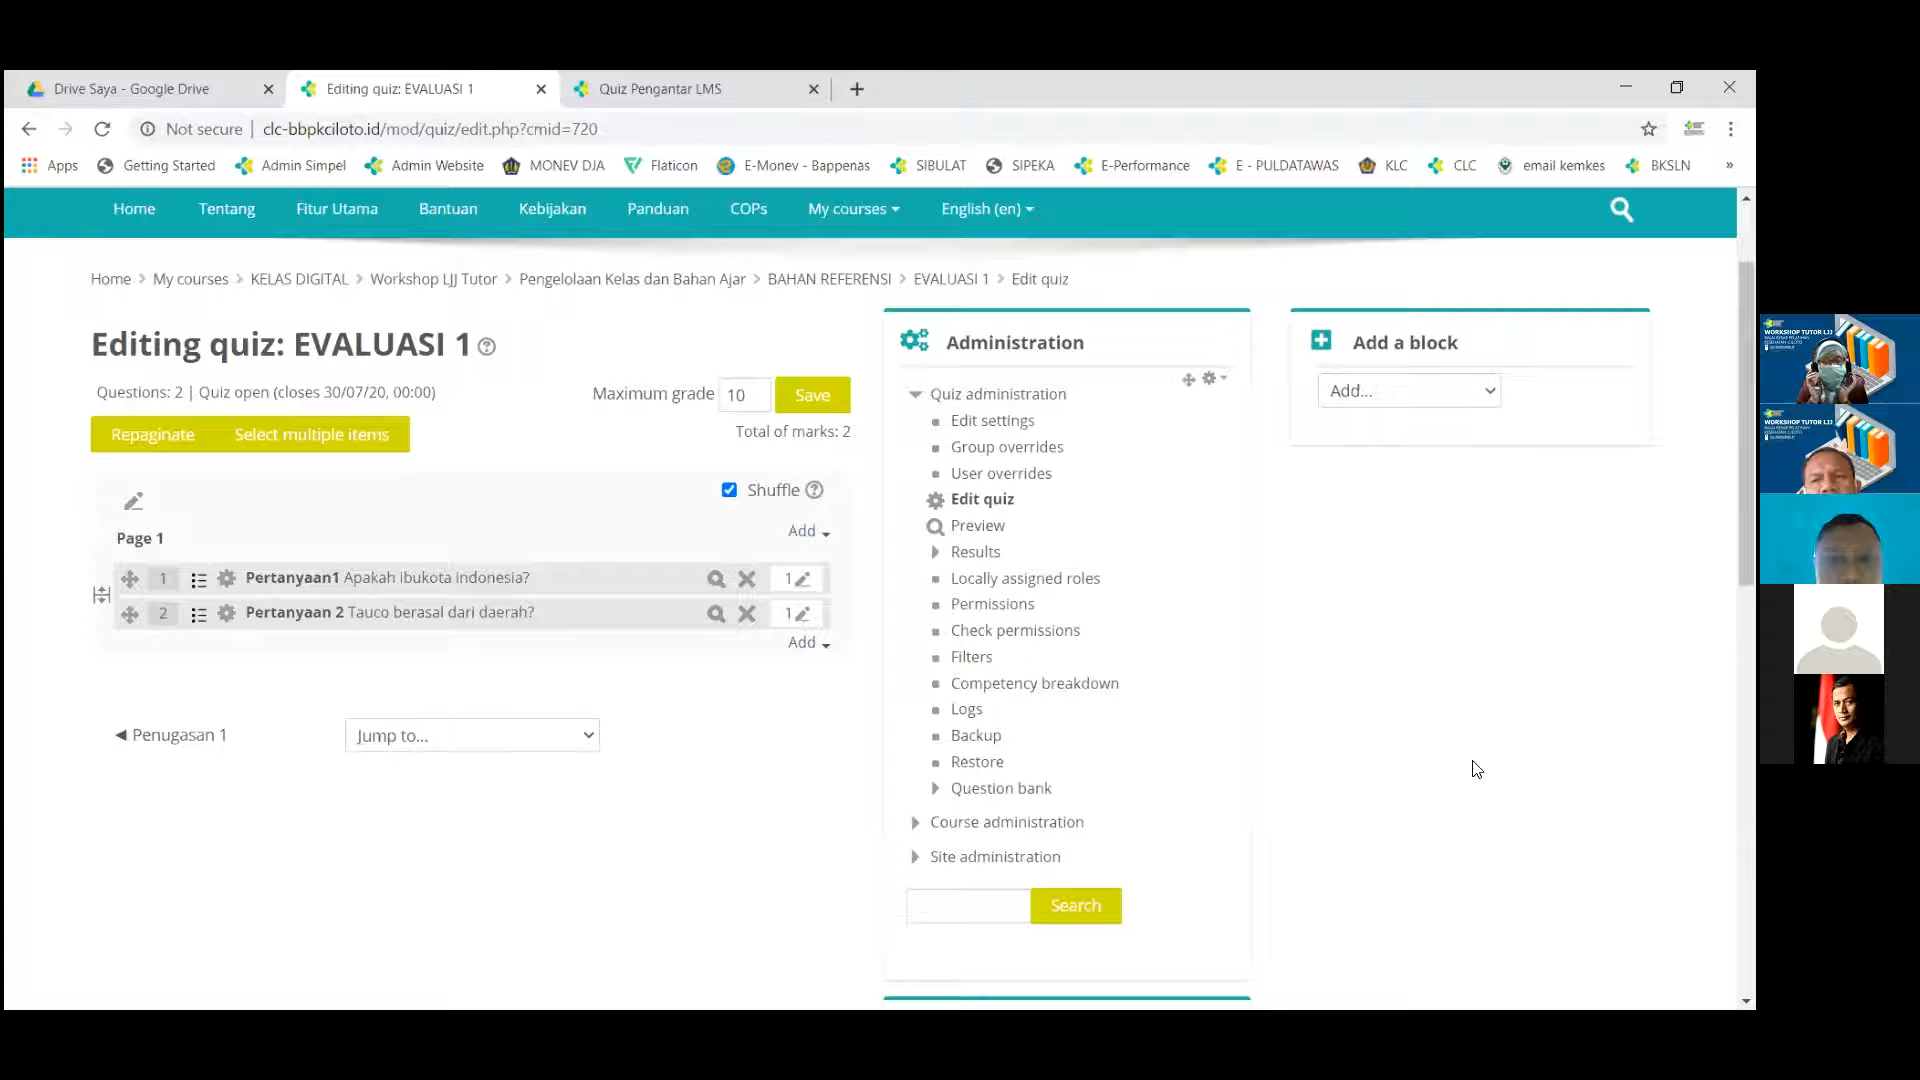 Drive Saya - Google Drive
Editing quiz: EVALUASI 1
Quiz Pengantar LMS
Not secure | clc-bbpkciloto.id/mod/quiz/edit.php?cmid=720
Apps Getting Started Admin Simpel Admin Website MONEV DJA Flaticon E-Monev - Bappenas SIBULAT SIPEKA E-Performance E - PULDATAWAS KLC CLC email kemkes BKSLN »
Home Tentang Fitur Utama Bantuan Kebijakan Panduan COPs My courses English (en)
Home My courses KELAS DIGITAL Workshop LJJ Tutor Pengelolaan Kelas dan Bahan Ajar BAHAN REFERENSI EVALUASI 1 Edit quiz
Editing quiz: EVALUASI 1
Questions: 2 | Quiz open (closes 30/07/20, 00:00)
Maximum grade 10 Save
Repaginate Select multiple items
Total of marks: 2
Shuffle
Page 1
Add
1 Pertanyaan1 Apakah ibukota indonesia? 1
2 Pertanyaan 2 Tauco berasal dari daerah? 1
Add
Penugasan 1
Jump to...
Administration
Quiz administration
Edit settings
Group overrides
User overrides
Edit quiz
Preview
Results
Locally assigned roles
Permissions
Check permissions
Filters
Competency breakdown
Logs
Backup
Restore
Question bank
Course administration
Site administration
Search
Add a block
Add...
WORKSHOP TUTOR LJJ
WORKSHOP TUTOR LJJ